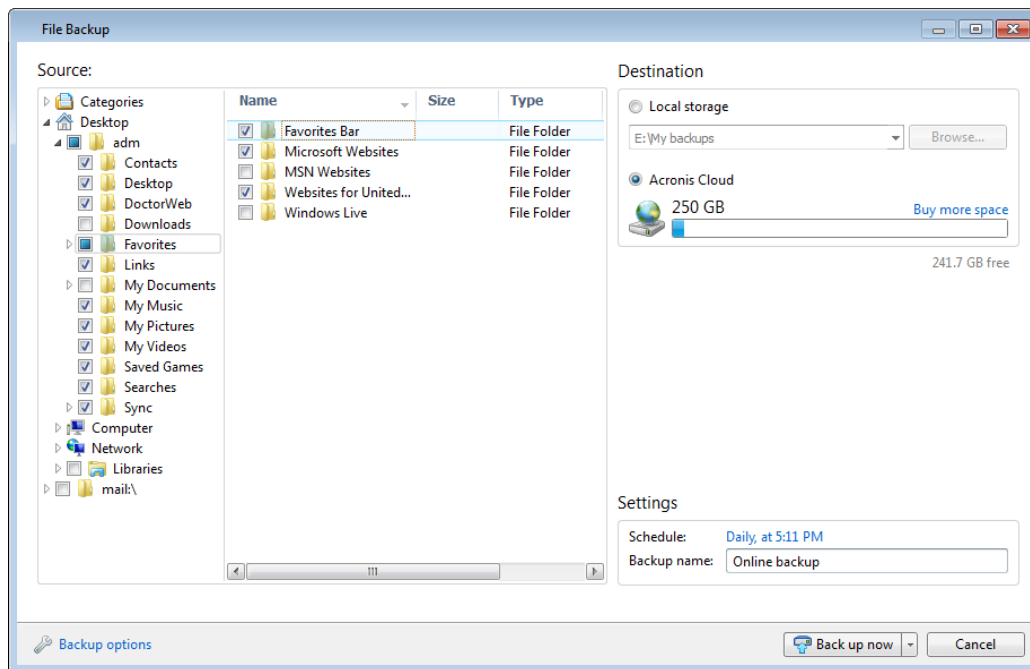 File Backup
Source:
Categories
Desktop
adm
Contacts
Desktop
DoctorWeb
Downloads
Favorites
Links
My Documents
My Music
My Pictures
My Videos
Saved Games
Searches
Sync
Computer
Network
Libraries
mail:\
Name Size Type
Favorites Bar File Folder
Microsoft Websites File Folder
MSN Websites File Folder
Websites for United... File Folder
Windows Live File Folder
Destination
Local storage
E:\My backups Browse...
Acronis Cloud
250 GB Buy more space
241.7 GB free
Settings
Schedule: Daily, at 5:11 PM
Backup name: Online backup
Backup options Back up now Cancel